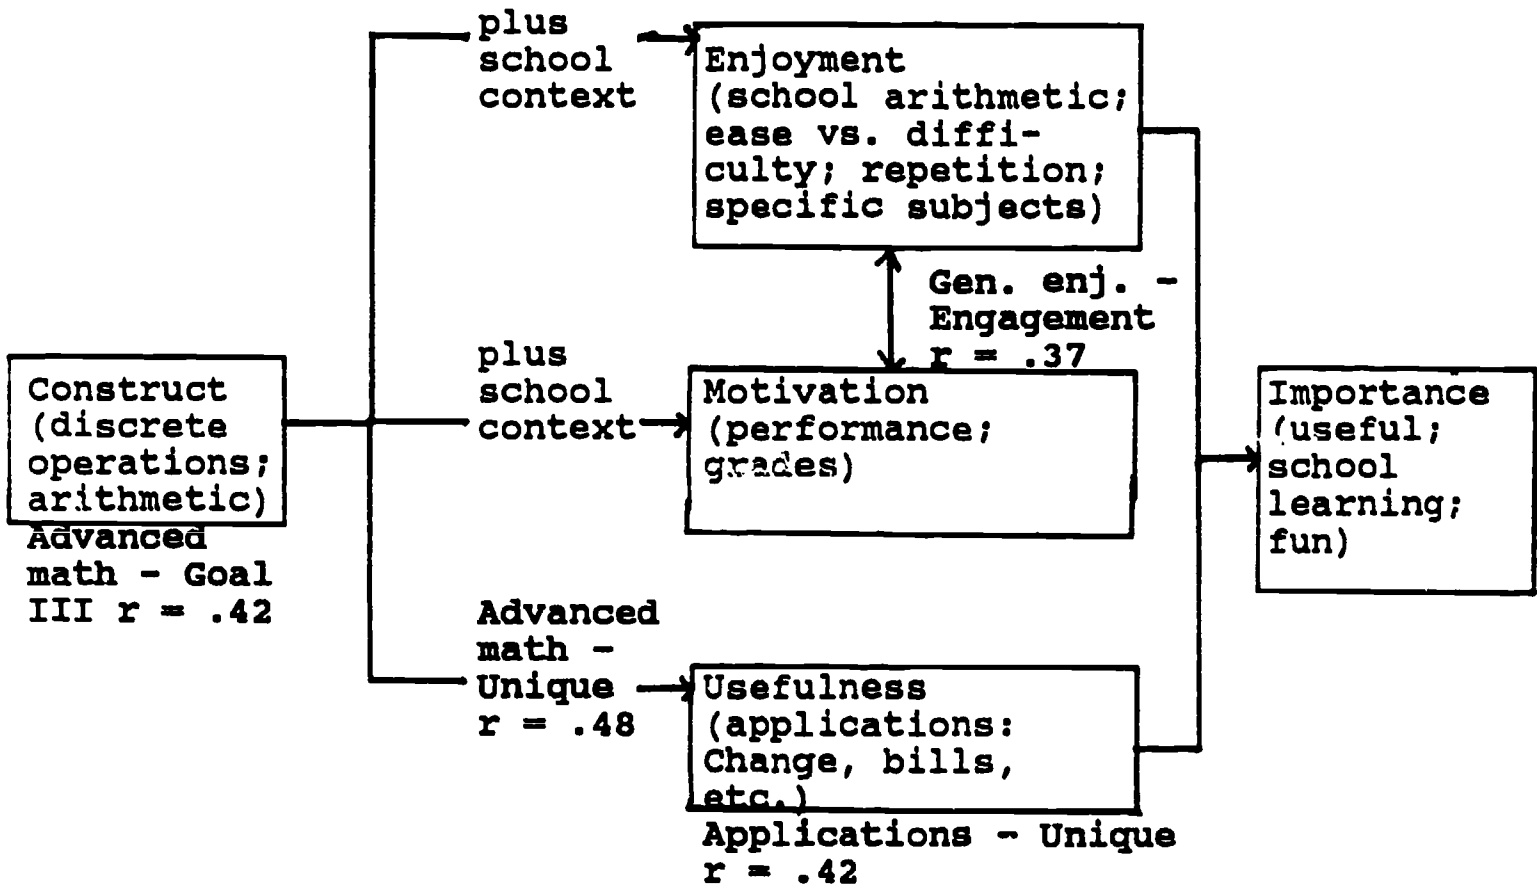 plus
school
context
Enjoyment
(school arithmetic;
ease vs. diffi-
culty; repetition;
specific subjects)
Gen. enj. -
Engagement
r = .37
Construct
(discrete
operations;
arithmetic)
Advanced
math - Goal
III r = .42
plus
school
context
Motivation
(performance;
grades)
Importance
(useful;
school
learning;
fun)
Advanced
math -
Unique
r = .48
Usefulness
(applications:
Change, bills,
etc.)
Applications - Unique
r = .42